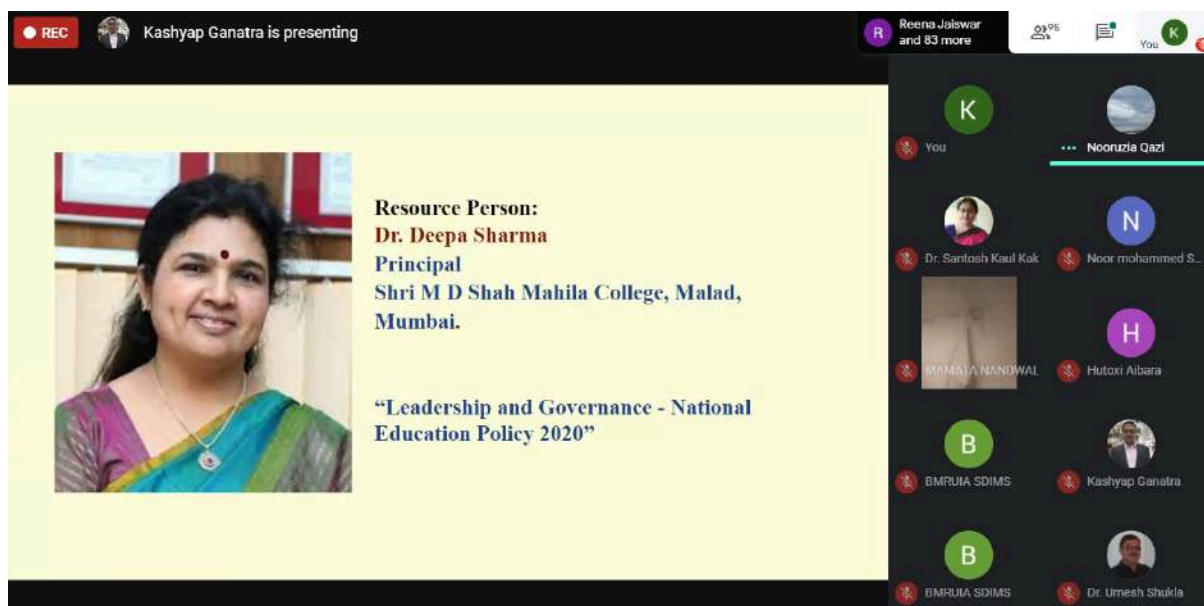 REC
Kashyap Ganatra is presenting
R
Reena Jaiswar
and 83 more
95
You
K
Resource Person:
Dr. Deepa Sharma
Principal
Shri M D Shah Mahila College, Malad,
Mumbai.
“Leadership and Governance - National
Education Policy 2020”
K
You
Nooruzia Qazi
Dr. Santosh Kaul Kak
N
Noor mohammed S...
MAMATA NANDWAL
H
Hutoxi Aibara
B
BMRUIA SDIMS
Kashyap Ganatra
B
BMRUIA SDIMS
Dr. Umesh Shukla